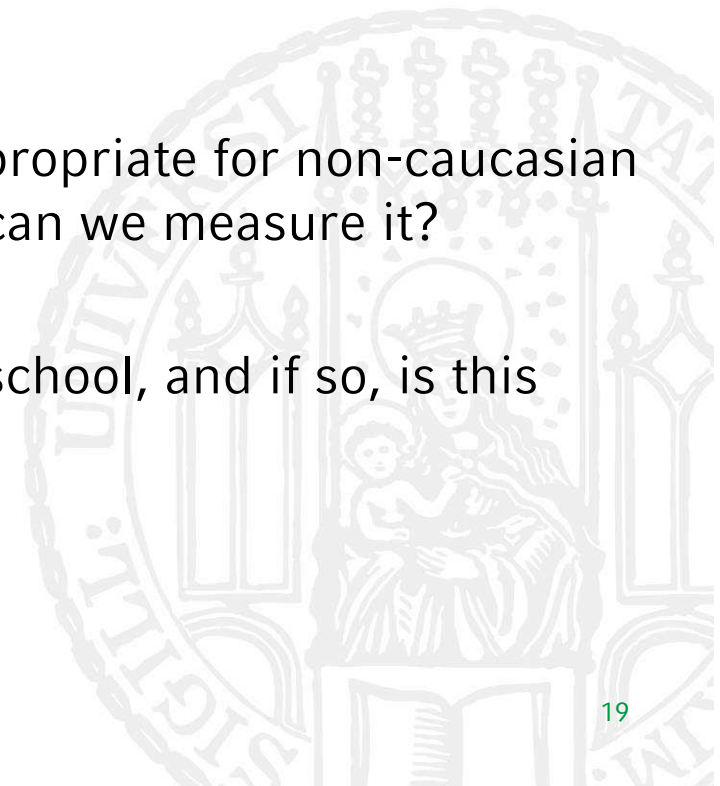 propriate for non-caucasian
can we measure it?
school, and if so, is this
19